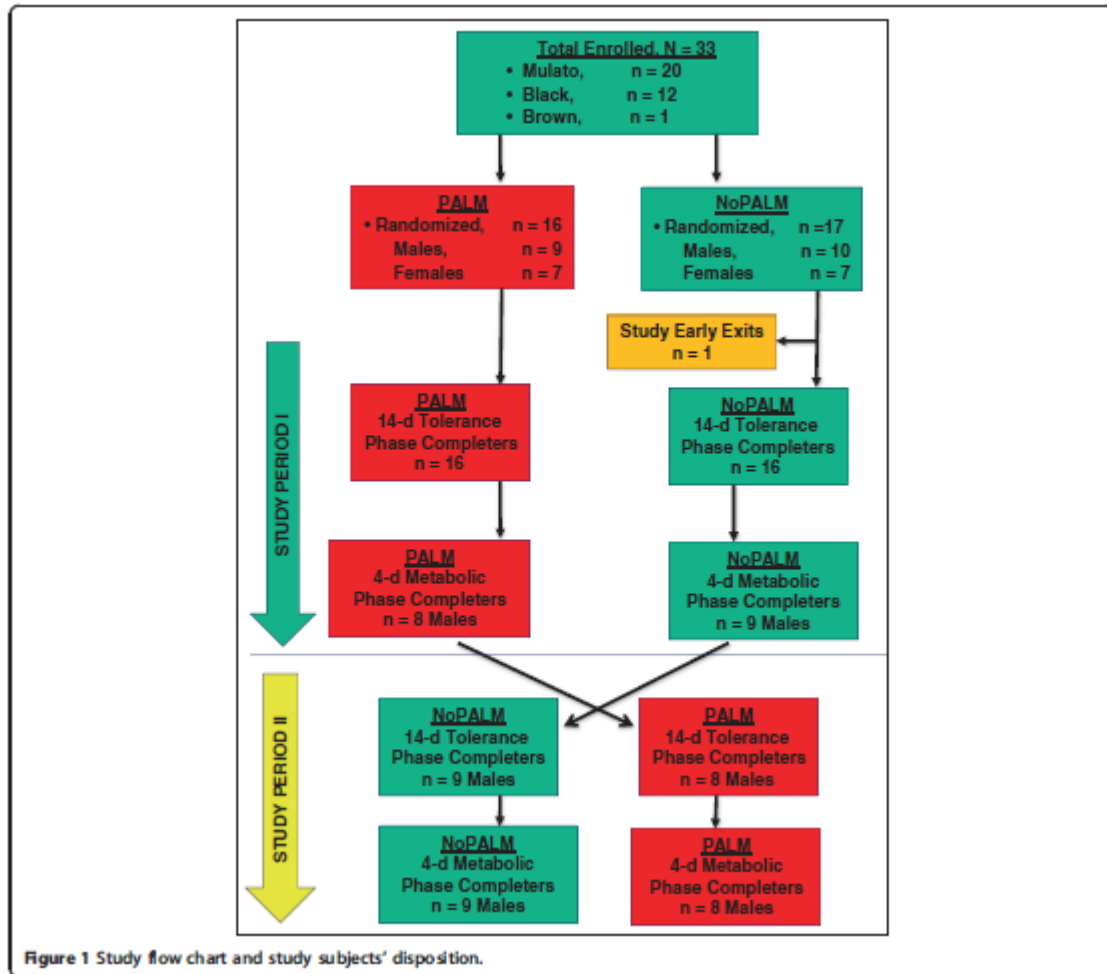 Total Enrolled, N = 33
• Mulato, n = 20
• Black, n = 12
• Brown, n = 1
PALM
• Randomized, n = 16
Males, n = 9
Females n = 7
NoPALM
• Randomized, n =17
Males, n = 10
Females n = 7
Study Early Exits
n = 1
STUDY PERIOD I
PALM
14-d Tolerance
Phase Completers
n = 16
NoPALM
14-d Tolerance
Phase Completers
n = 16
PALM
4-d Metabolic
Phase Completers
n = 8 Males
NoPALM
4-d Metabolic
Phase Completers
n = 9 Males
STUDY PERIOD II
NoPALM
14-d Tolerance
Phase Completers
n = 9 Males
PALM
14-d Tolerance
Phase Completers
n = 8 Males
NoPALM
4-d Metabolic
Phase Completers
n = 9 Males
PALM
4-d Metabolic
Phase Completers
n = 8 Males
Figure 1 Study flow chart and study subjects' disposition.